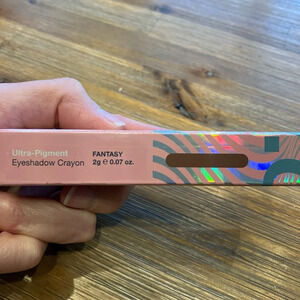 Ultra-Pigment
Eyeshadow Crayon
FANTASY
2g ℮ 0.07 oz.